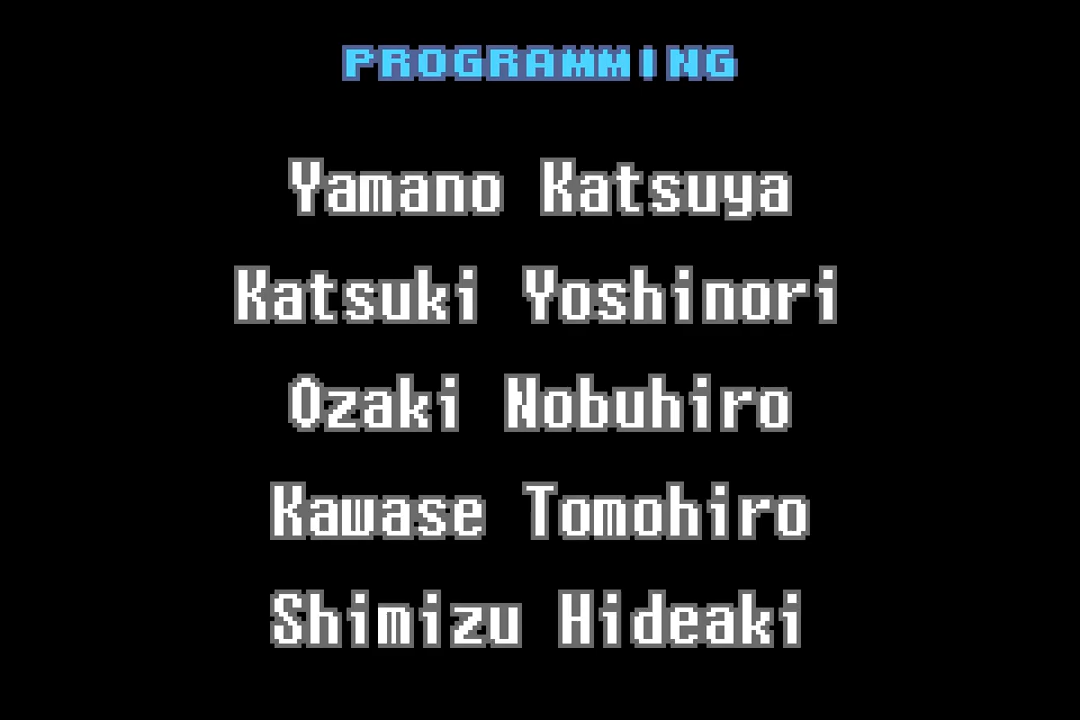 PROGRAMMING
Yamano Katsuya
Katsuki Yoshinori
Ozaki Nobuhiro
Kawase Tomohiro
Shimizu Hideaki